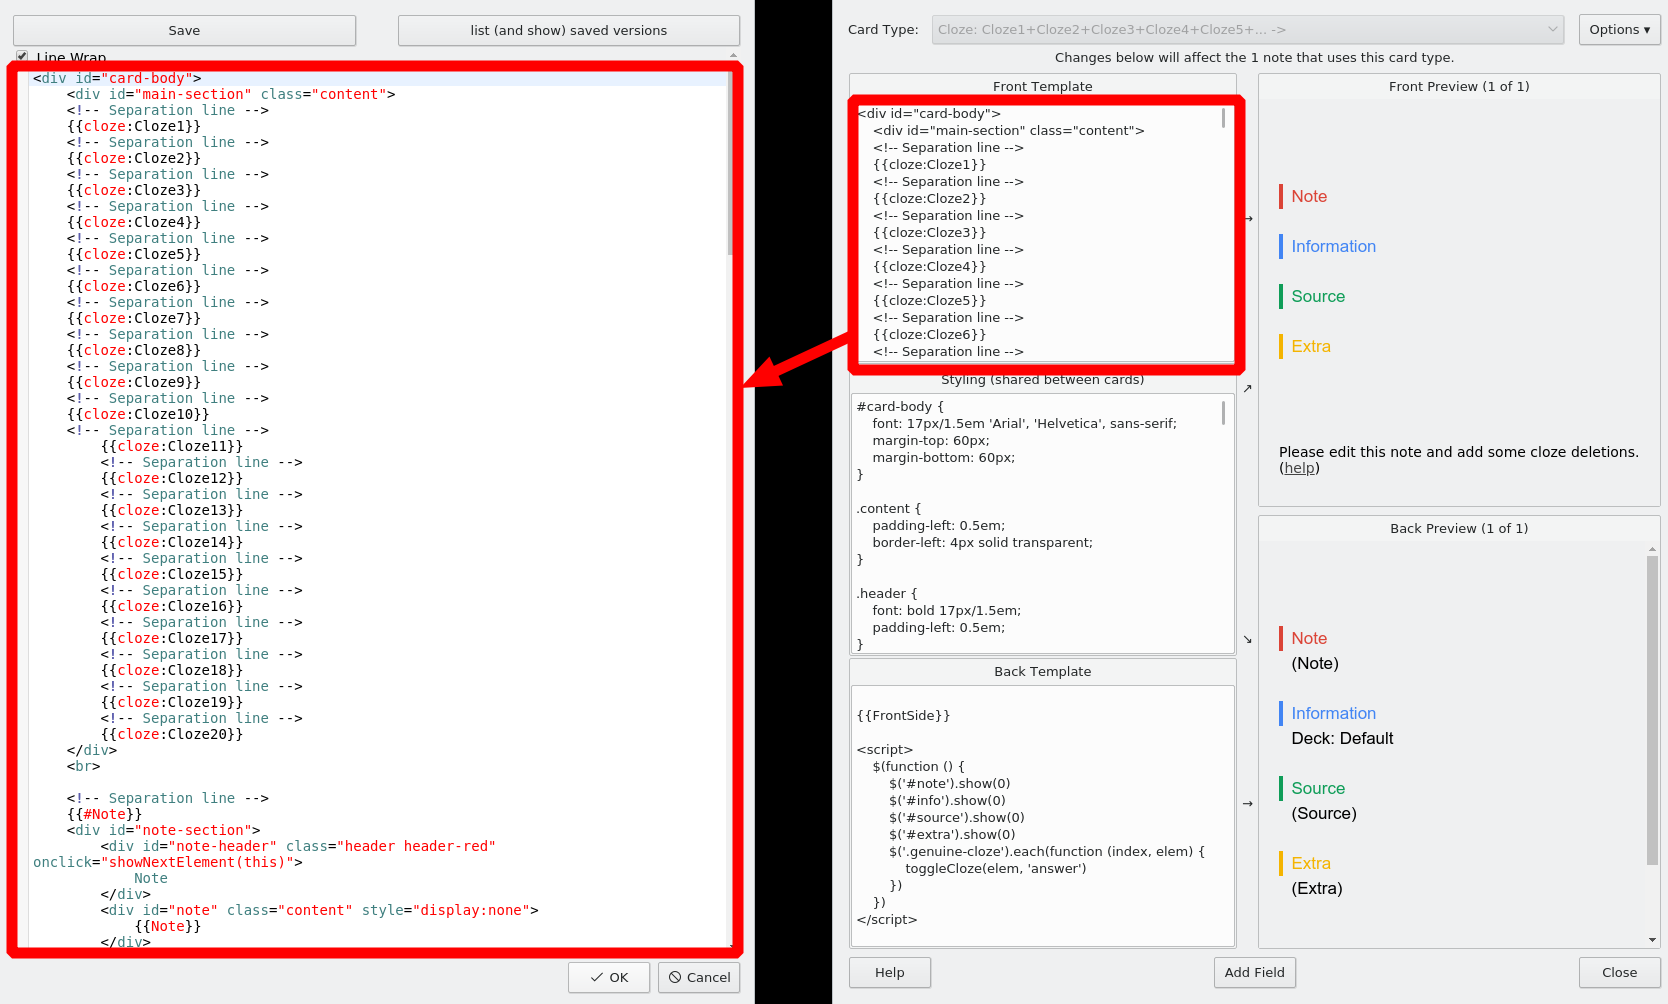 Save
list (and show) saved versions
Line Wrap
<div id="card-body">
    <div id="main-section" class="content">
    <!-- Separation line -->
    {{cloze:Cloze1}}
    <!-- Separation line -->
    {{cloze:Cloze2}}
    <!-- Separation line -->
    {{cloze:Cloze3}}
    <!-- Separation line -->
    {{cloze:Cloze4}}
    <!-- Separation line -->
    {{cloze:Cloze5}}
    <!-- Separation line -->
    {{cloze:Cloze6}}
    <!-- Separation line -->
    {{cloze:Cloze7}}
    <!-- Separation line -->
    {{cloze:Cloze8}}
    <!-- Separation line -->
    {{cloze:Cloze9}}
    <!-- Separation line -->
    {{cloze:Cloze10}}
    <!-- Separation line -->
        {{cloze:Cloze11}}
        <!-- Separation line -->
        {{cloze:Cloze12}}
        <!-- Separation line -->
        {{cloze:Cloze13}}
        <!-- Separation line -->
        {{cloze:Cloze14}}
        <!-- Separation line -->
        {{cloze:Cloze15}}
        <!-- Separation line -->
        {{cloze:Cloze16}}
        <!-- Separation line -->
        {{cloze:Cloze17}}
        <!-- Separation line -->
        {{cloze:Cloze18}}
        <!-- Separation line -->
        {{cloze:Cloze19}}
        <!-- Separation line -->
        {{cloze:Cloze20}}
    </div>
    <br>
    <!-- Separation line -->
    {{#Note}}
    <div id="note-section">
        <div id="note-header" class="header header-red"
onclick="showNextElement(this)">
            Note
        </div>
        <div id="note" class="content" style="display:none">
            {{Note}}
        </div>
OK
Cancel
Card Type:
Cloze: Cloze1+Cloze2+Cloze3+Cloze4+Cloze5+... ->
Options ▾
Changes below will affect the 1 note that uses this card type.
Front Template
<div id="card-body">
    <div id="main-section" class="content">
    <!-- Separation line -->
    {{cloze:Cloze1}}
    <!-- Separation line -->
    {{cloze:Cloze2}}
    <!-- Separation line -->
    {{cloze:Cloze3}}
    <!-- Separation line -->
    {{cloze:Cloze4}}
    <!-- Separation line -->
    {{cloze:Cloze5}}
    <!-- Separation line -->
    {{cloze:Cloze6}}
    <!-- Separation line -->
Styling (shared between cards)
#card-body {
    font: 17px/1.5em 'Arial', 'Helvetica', sans-serif;
    margin-top: 60px;
    margin-bottom: 60px;
}
.content {
    padding-left: 0.5em;
    border-left: 4px solid transparent;
}
.header {
    font: bold 17px/1.5em;
    padding-left: 0.5em;
}
Back Template
{{FrontSide}}
<script>
    $(function () {
        $('#note').show(0)
        $('#info').show(0)
        $('#source').show(0)
        $('#extra').show(0)
        $('.genuine-cloze').each(function (index, elem) {
            toggleCloze(elem, 'answer')
        })
    })
</script>
→
↗
↘
→
Front Preview (1 of 1)
Note
Information
Source
Extra
Please edit this note and add some cloze deletions.
(help)
Back Preview (1 of 1)
Note
(Note)
Information
Deck: Default
Source
(Source)
Extra
(Extra)
Help
Add Field
Close